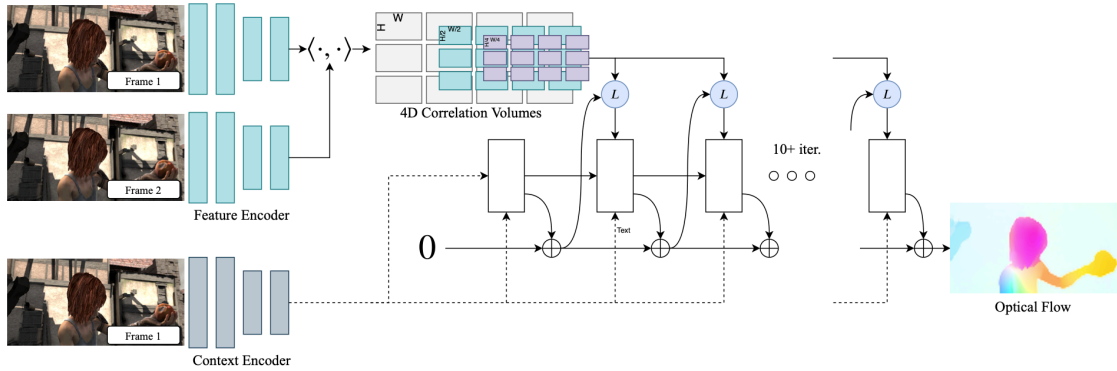 Frame 1
Frame 2
Feature Encoder
Frame 1
Context Encoder
⟨·, ·⟩
H
W
H/2
W/2
H/4
W/4
4D Correlation Volumes
L
L
L
10+ iter.
0
Text
Optical Flow